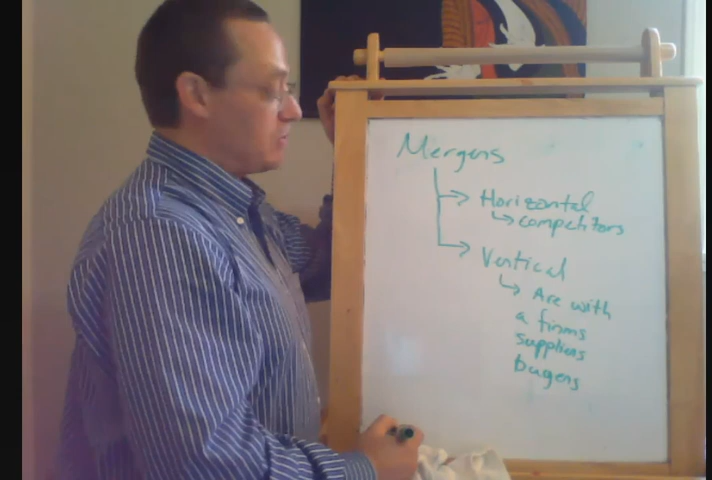 Mergers
Horizontal
competitors
Vertical
Are with
a firms
suppliers
buyers